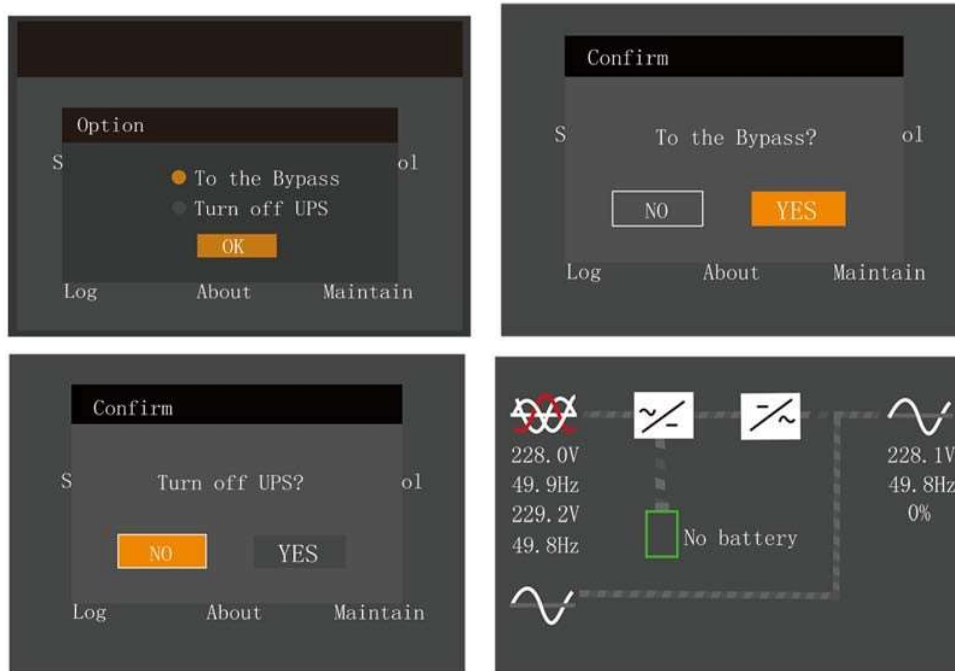 Option
S
ol
To the Bypass
Turn off UPS
OK
Log About Maintain
Confirm
S
To the Bypass?
ol
NO YES
Log About Maintain
Confirm
S
Turn off UPS?
ol
NO YES
Log About Maintain
228.0V
49.9Hz
229.2V
49.8Hz
No battery
228.1V
49.8Hz
0%